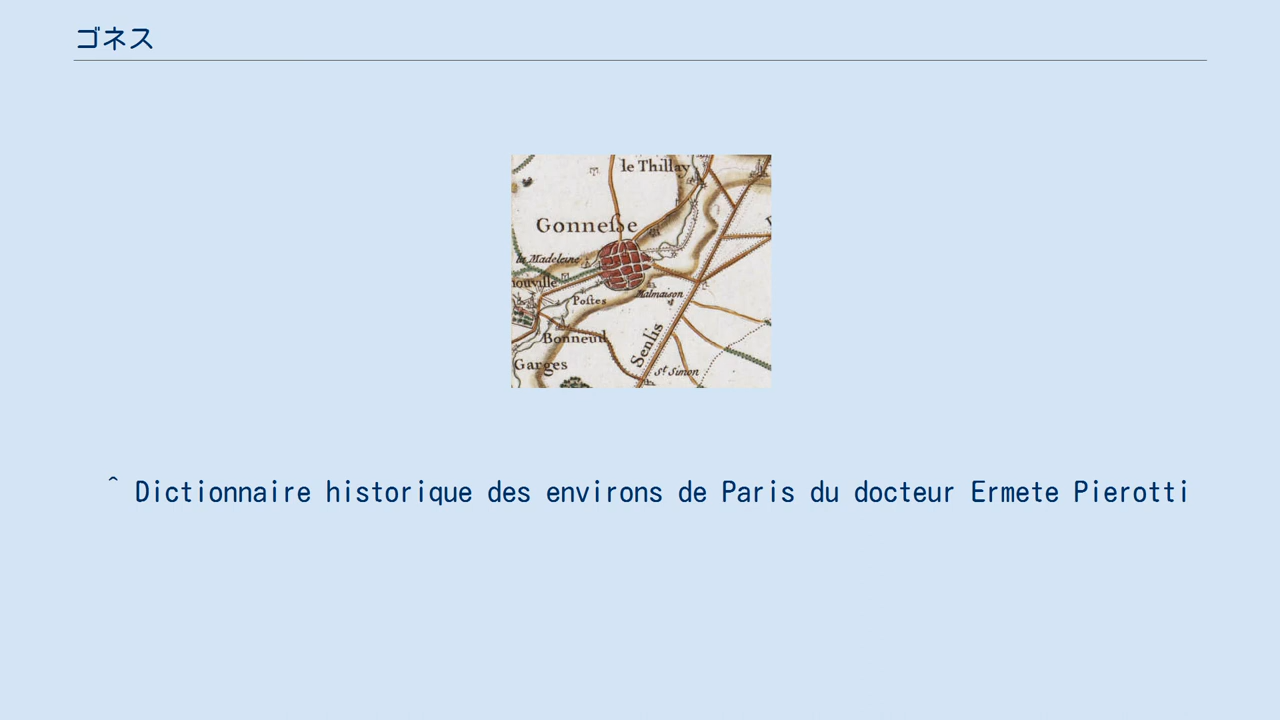 ゴネス
le Thillay
Gonneſse
la Madeleine
nouville
Postes
Malmaison
Bonneuil
Senlis
Garges
St Simon
^ Dictionnaire historique des environs de Paris du docteur Ermete Pierotti